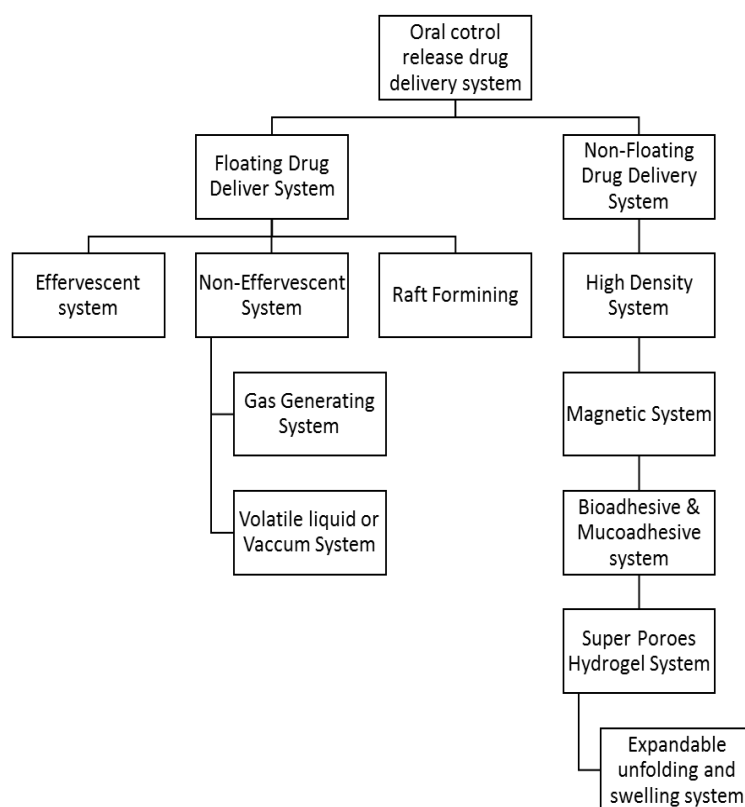 Oral cotrol
release drug
delivery system
Floating Drug
Deliver System
Non-Floating
Drug Delivery
System
Effervescent
system
Non-Effervescent
System
Raft Formining
High Density
System
Gas Generating
System
Magnetic System
Volatile liquid or
Vaccum System
Bioadhesive &
Mucoadhesive
system
Super Poroes
Hydrogel System
Expandable
unfolding and
swelling system